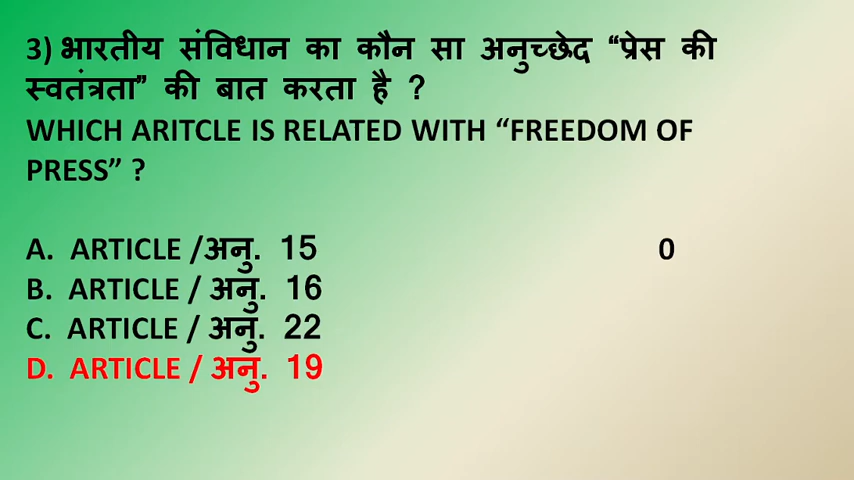 3) भारतीय संविधान का कौन सा अनुच्छेद “प्रेस की
स्वतंत्रता” की बात करता है ?
WHICH ARITCLE IS RELATED WITH “FREEDOM OF
PRESS” ?
A. ARTICLE /अनु. 15
0
B. ARTICLE / अनु. 16
C. ARTICLE / अनु. 22
D. ARTICLE / अनु. 19